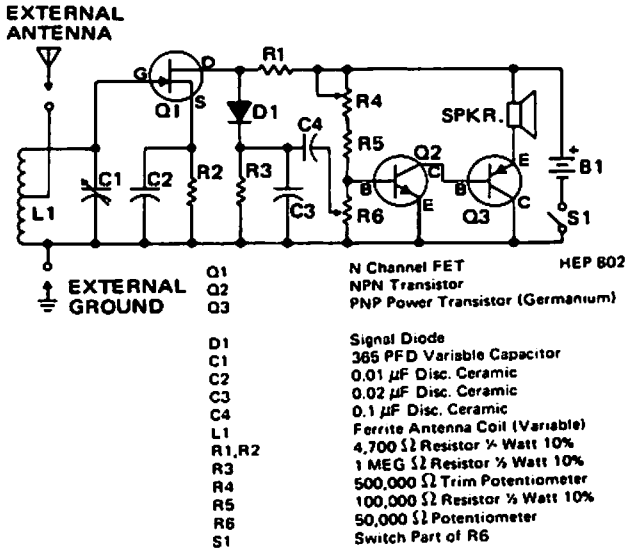 EXTERNAL
ANTENNA
G
D
S
Q1
R1
D1
C4
R4
R5
SPKR.
+
B1
C1
C2
R2
R3
C3
B
Q2
C
E
B
E
C
Q3
R6
S1
L1
EXTERNAL
GROUND
Q1 N Channel FET HEP 802
Q2 NPN Transistor
Q3 PNP Power Transistor (Germanium)
D1 Signal Diode
C1 365 PFD Variable Capacitor
C2 0.01 µF Disc. Ceramic
C3 0.02 µF Disc. Ceramic
C4 0.1 µF Disc. Ceramic
L1 Ferrite Antenna Coil (Variable)
R1,R2 4,700 Ω Resistor ¼ Watt 10%
R3 1 MEG Ω Resistor ½ Watt 10%
R4 500,000 Ω Trim Potentiometer
R5 100,000 Ω Resistor ½ Watt 10%
R6 50,000 Ω Potentiometer
S1 Switch Part of R6